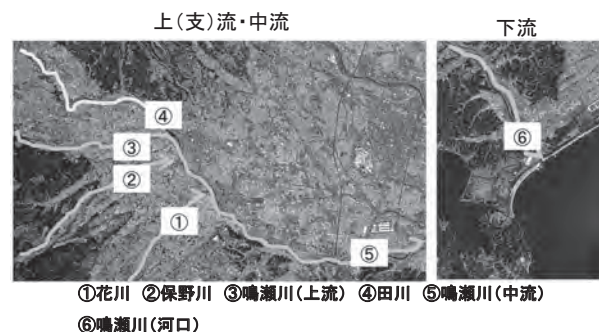 上(支)流・中流
下流
④
③
②
①
⑤
⑥
①花川 ②保野川 ③鳴瀬川(上流) ④田川 ⑤鳴瀬川(中流)
⑥鳴瀬川(河口)